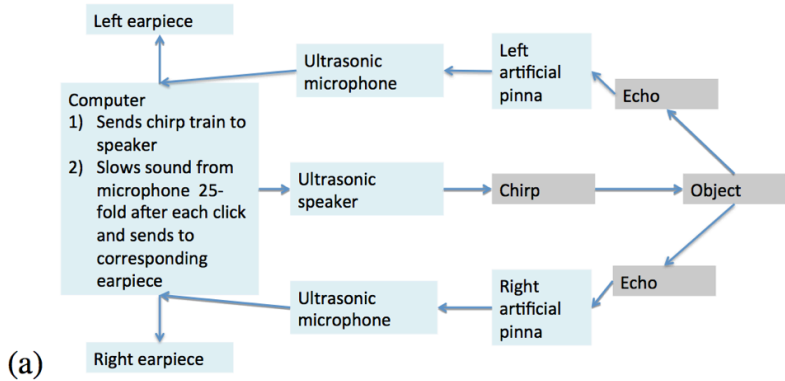 Left earpiece
Ultrasonic
microphone
Left
artificial
pinna
Echo
Computer
1) Sends chirp train to
speaker
2) Slows sound from
microphone 25-
fold after each click
and sends to
corresponding
earpiece
Ultrasonic
speaker
Chirp
Object
Ultrasonic
microphone
Right
artificial
pinna
Echo
Right earpiece
(a)